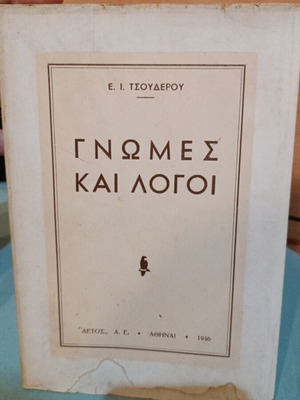 Ε. Ι. ΤΣΟΥΔΕΡΟΥ
ΓΝΩΜΕΣ
ΚΑΙ ΛΟΓΟΙ
"ΑΕΤΟΣ„ Α. Ε. • ΑΘΗΝΑΙ • 1946